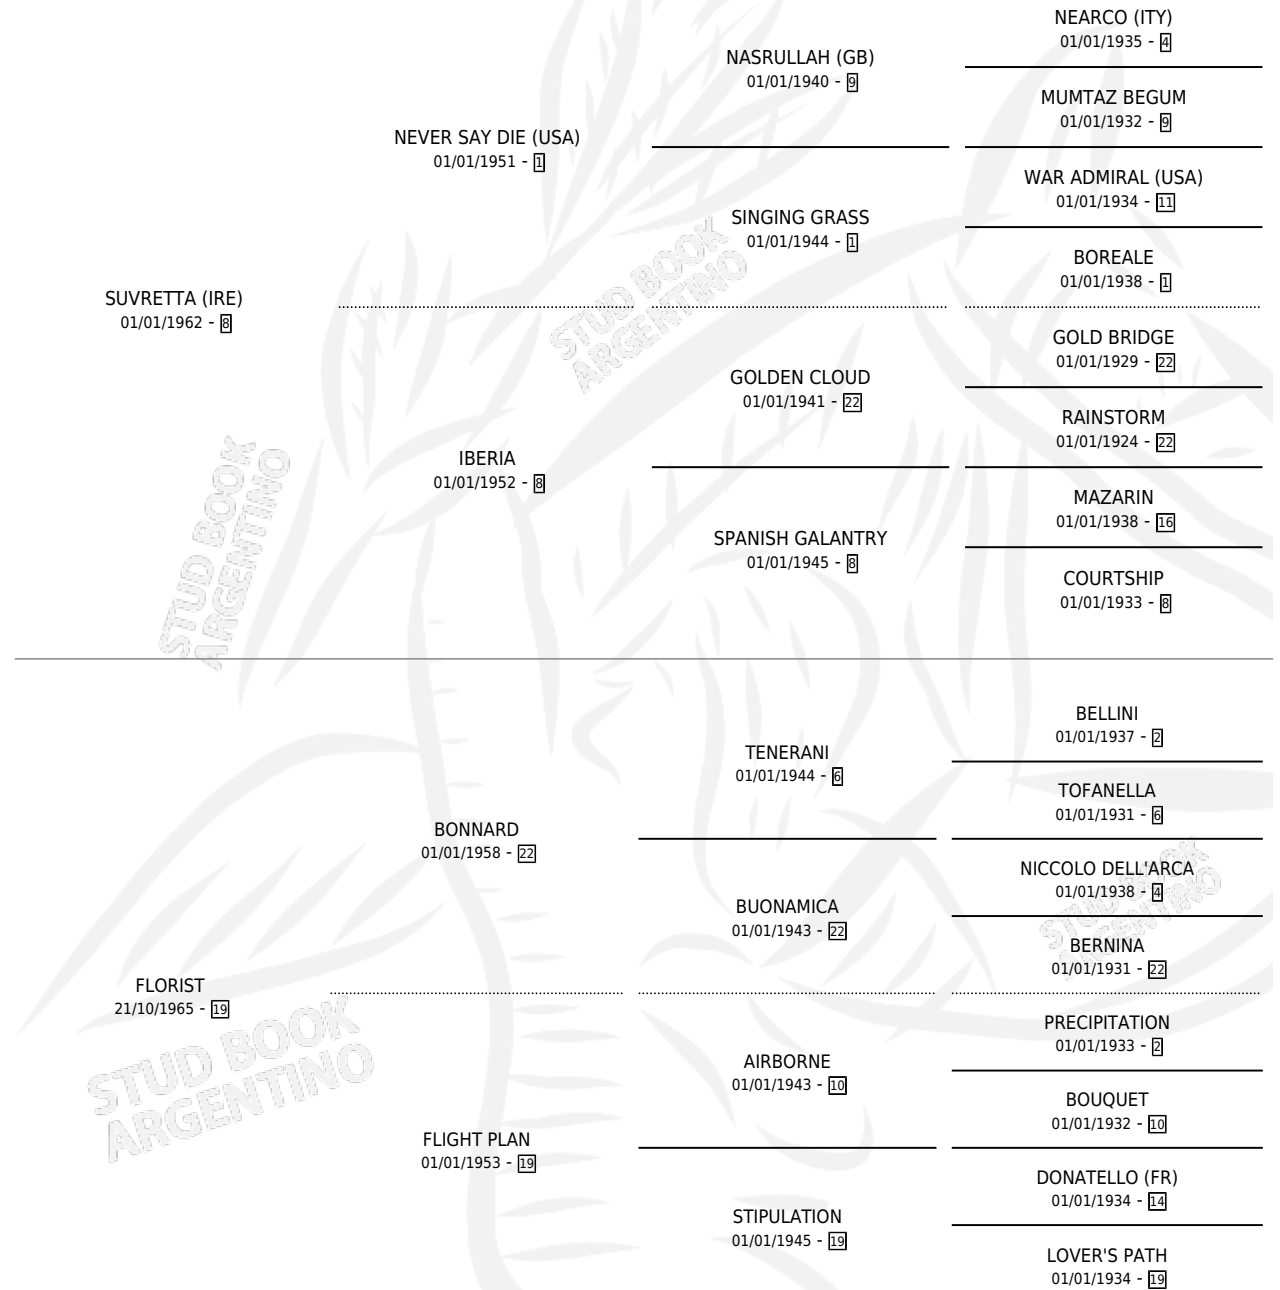 SUVRETTA (IRE)
01/01/1962 - 8
NEVER SAY DIE (USA)
01/01/1951 - 1
NASRULLAH (GB)
01/01/1940 - 9
NEARCO (ITY)
01/01/1935 - 4
MUMTAZ BEGUM
01/01/1932 - 9
SINGING GRASS
01/01/1944 - 1
WAR ADMIRAL (USA)
01/01/1934 - 11
BOREALE
01/01/1938 - 1
IBERIA
01/01/1952 - 8
GOLDEN CLOUD
01/01/1941 - 22
GOLD BRIDGE
01/01/1929 - 22
RAINSTORM
01/01/1924 - 22
SPANISH GALANTRY
01/01/1945 - 8
MAZARIN
01/01/1938 - 16
COURTSHIP
01/01/1933 - 8
FLORIST
21/10/1965 - 19
BONNARD
01/01/1958 - 22
TENERANI
01/01/1944 - 6
BELLINI
01/01/1937 - 2
TOFANELLA
01/01/1931 - 6
BUONAMICA
01/01/1943 - 22
NICCOLO DELL'ARCA
01/01/1938 - 4
BERNINA
01/01/1931 - 22
FLIGHT PLAN
01/01/1953 - 19
AIRBORNE
01/01/1943 - 10
PRECIPITATION
01/01/1933 - 2
BOUQUET
01/01/1932 - 10
STIPULATION
01/01/1945 - 19
DONATELLO (FR)
01/01/1934 - 14
LOVER'S PATH
01/01/1934 - 19
STUD BOOK
ARGENTINO
STUD BOOK
ARGENTINO
STUD BOOK
ARGENTINO
STUD BOOK
ARGENTINO